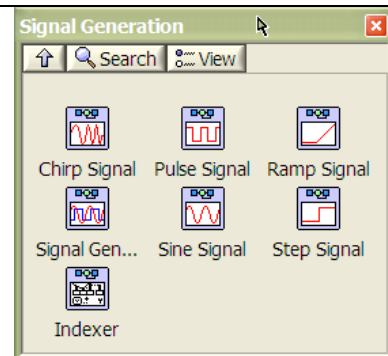 Signal Generation
Search View
Chirp Signal Pulse Signal Ramp Signal
Signal Gen... Sine Signal Step Signal
Indexer